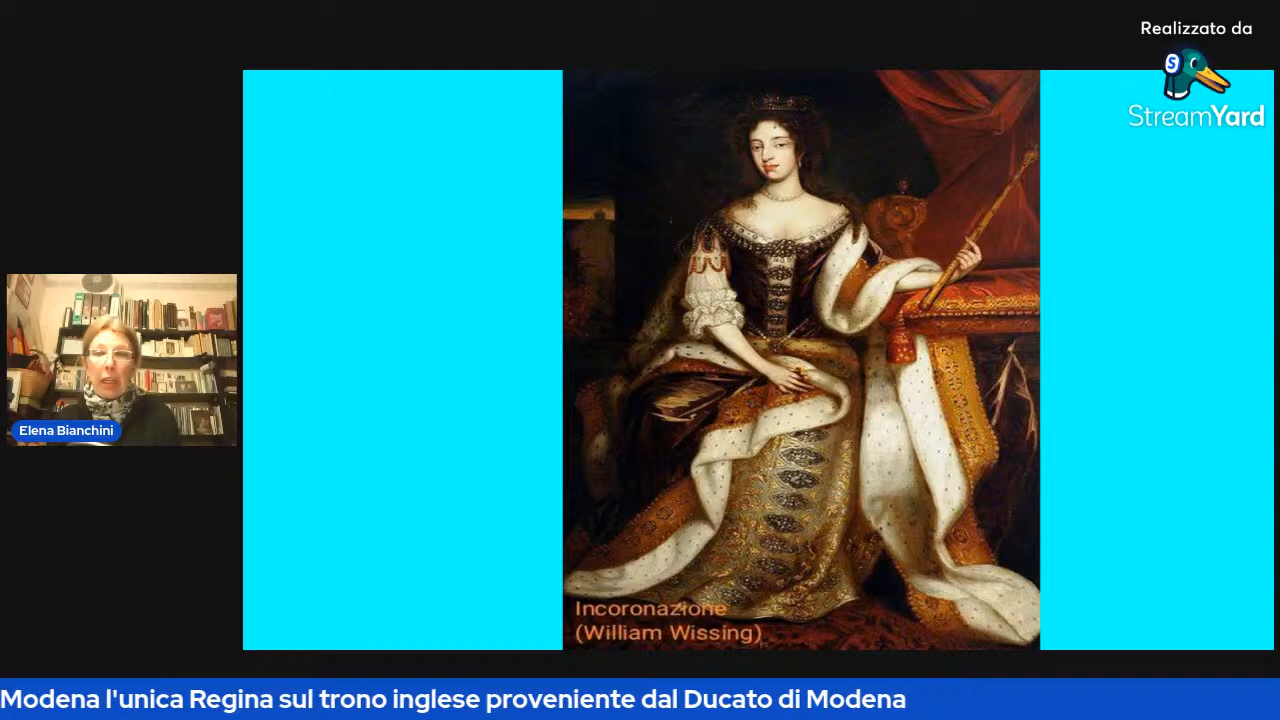 Realizzato da
StreamYard
Elena Bianchini
Incoronazione
(William Wissing)
Modena l'unica Regina sul trono inglese proveniente dal Ducato di Modena